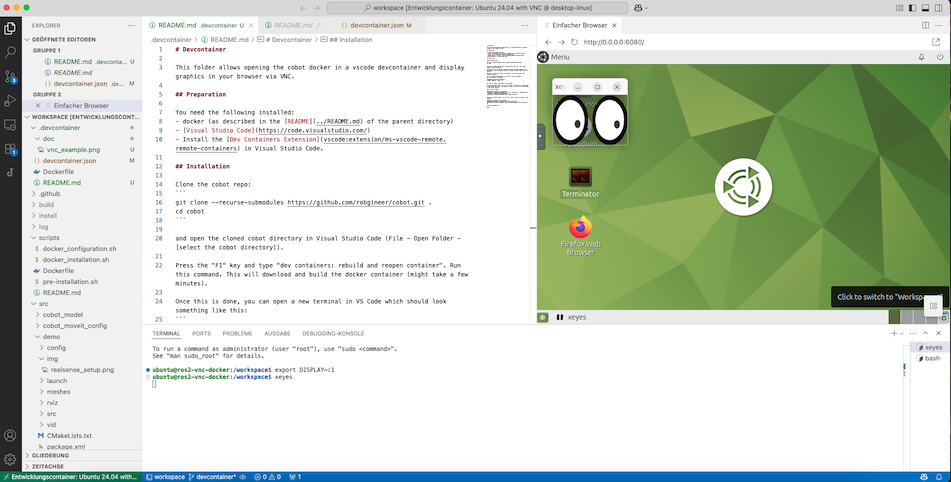 workspace [Entwicklungscontainer: Ubuntu 24.04 with VNC @ desktop-linux]
EXPLORER
GEÖFFNETE EDITOREN
GRUPPE 1
README.md .devconta... U
README.md
devcontainer.json .de... M
GRUPPE 2
Einfacher Browser
WORKSPACE [ENTWICKLUNGSCONT...
.devcontainer
doc
vnc_example.png U
devcontainer.json M
Dockerfile
README.md U
.github
build
install
log
scripts
docker_configuration.sh
docker_installation.sh
Dockerfile
pre-installation.sh
README.md
src
cobot_model
cobot_moveit_config
demo
config
img
realsense_setup.png
launch
meshes
rviz
src
vid
CMakeLists.txt
package.xml
GLIEDERUNG
ZEITACHSE
README.md .devcontainer U
README.md
devcontainer.json M
.devcontainer > README.md > # Devcontainer > ## Installation
1 # Devcontainer
2
3 This folder allows opening the cobot docker in a vscode devcontainer and display
graphics in your browser via VNC.
4
5 ## Preparation
6
7 You need the following installed:
8 - docker (as described in the [README](../README.md) of the parent directory)
9 - [Visual Studio Code](https://code.visualstudio.com/)
10 - Install the [Dev Containers Extension](vscode:extension/ms-vscode-remote.
remote-containers) in Visual Studio Code.
11
12 ## Installation
13
14 Clone the cobot repo:
15 ```
16 git clone --recurse-submodules https://github.com/robgineer/cobot.git .
17 cd cobot
18 ```
19
20 and open the cloned cobot directory in Visual Studio Code (File - Open Folder -
[select the cobot directory]).
21
22 Press the "F1" key and type "dev containers: rebuild and reopen container". Run
this command. This will download and build the docker container (might take a few
minutes).
23
24 Once this is done, you can open a new terminal in VS Code which should look
something like this:
25 ```
Einfacher Browser
http://0.0.0.0:6080/
Menu
xe
Terminator
Firefox Web
Browser
Click to switch to "Workspa
xeyes
TERMINAL PORTS PROBLEME AUSGABE DEBUGGING-KONSOLE
To run a command as administrator (user "root"), use "sudo <command>".
See "man sudo_root" for details.
ubuntu@ros2-vnc-docker:/workspace$ export DISPLAY=:1
ubuntu@ros2-vnc-docker:/workspace$ xeyes
xeyes
bash
Entwicklungscontainer: Ubuntu 24.04 with... workspace devcontainer* 0 0 1